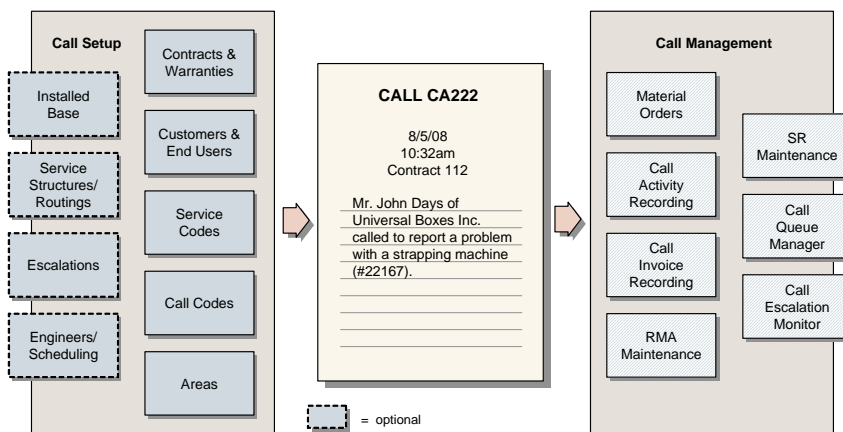 Call Setup
Installed
Base
Service
Structures/
Routings
Escalations
Engineers/
Scheduling
Contracts &
Warranties
Customers &
End Users
Service
Codes
Call Codes
Areas
CALL CA222
8/5/08
10:32am
Contract 112
Mr. John Days of
Universal Boxes Inc.
called to report a problem
with a strapping machine
(#22167).
= optional
Call Management
Material
Orders
Call
Activity
Recording
Call
Invoice
Recording
RMA
Maintenance
SR
Maintenance
Call
Queue
Manager
Call
Escalation
Monitor